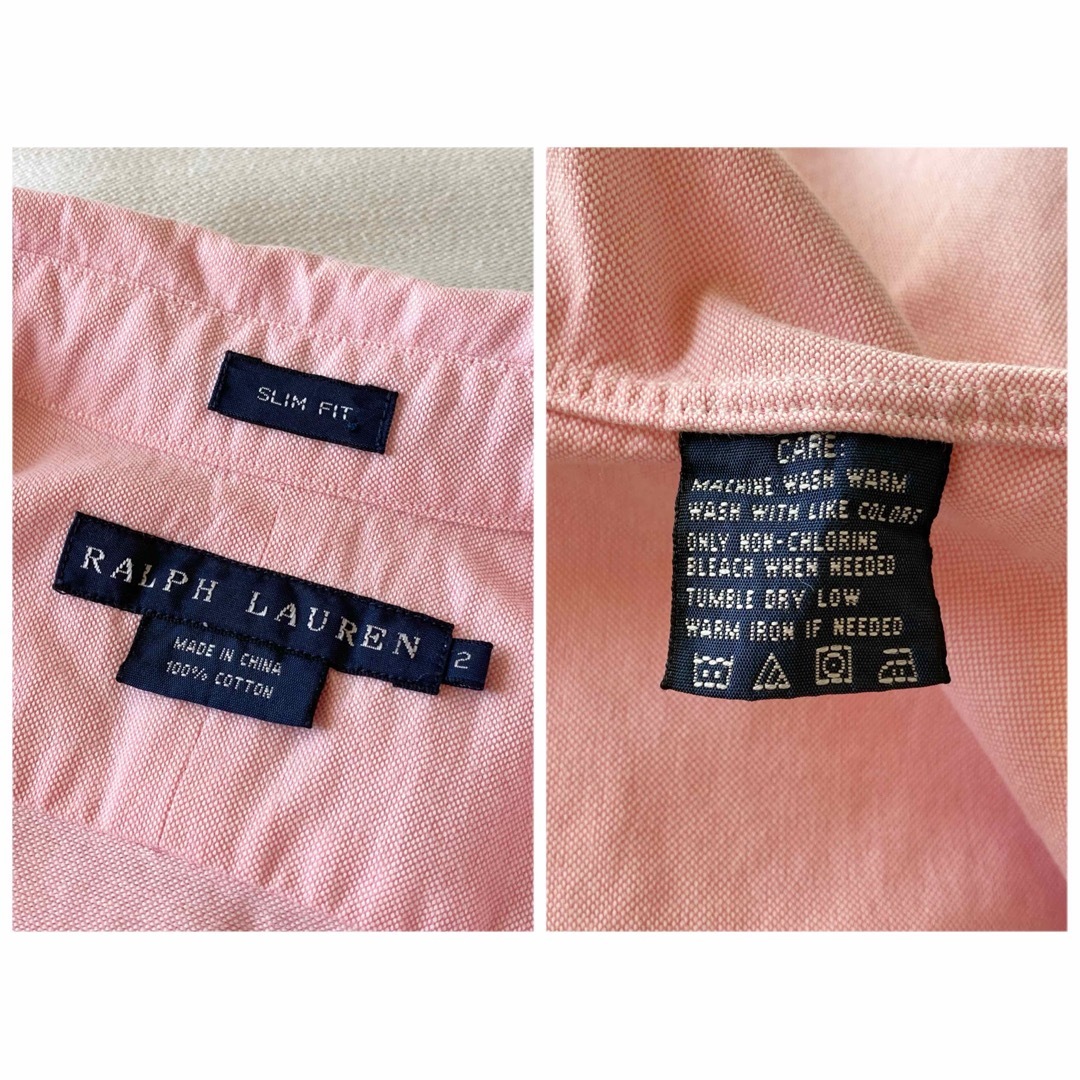 SLIM FIT
RALPH LAUREN
2
MADE IN CHINA
100% COTTON
CARE:
MACHINE WASH WARM
WASH WITH LIKE COLORS
ONLY NON-CHLORINE
BLEACH WHEN NEEDED
TUMBLE DRY LOW
WARM IRON IF NEEDED